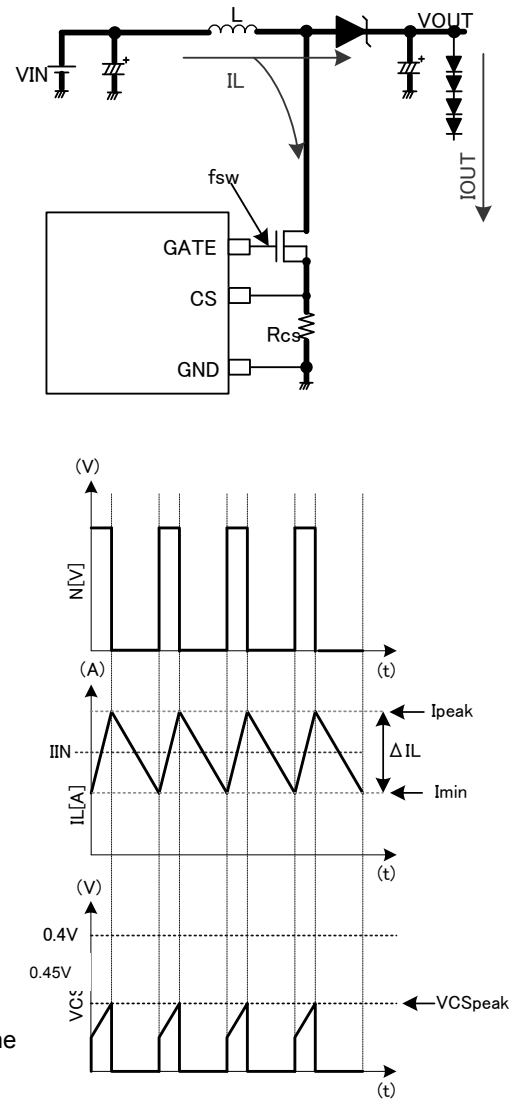 L
VOUT
VIN
IL
IOUT
fsw
GATE
CS
Rcs
GND
(V)
N[V]
(t)
(A)
Ipeak
IIN
ΔIL
IL[A]
Imin
(t)
(V)
0.4V
0.45V
VCSpeak
(t)